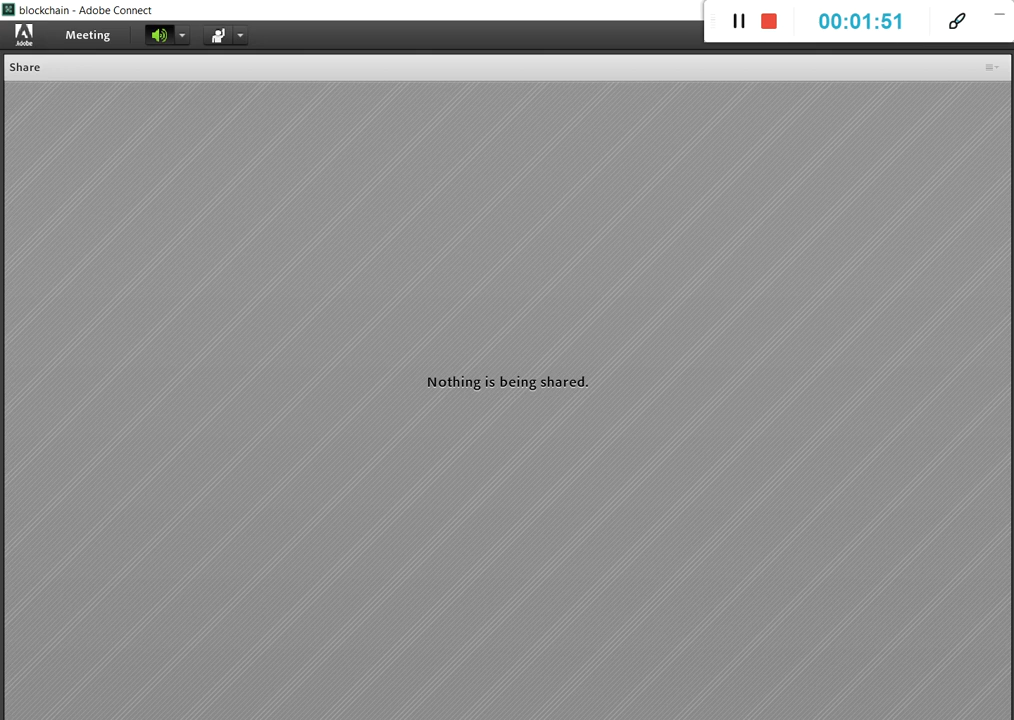 blockchain - Adobe Connect
00:01:51
Adobe
Meeting
Share
Nothing is being shared.